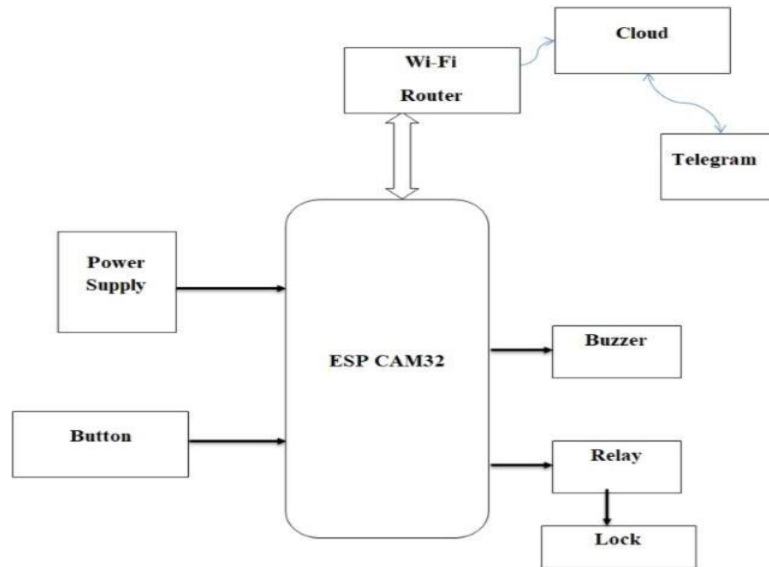 Cloud
Wi-Fi
Router
Telegram
Power
Supply
ESP CAM32
Buzzer
Button
Relay
Lock